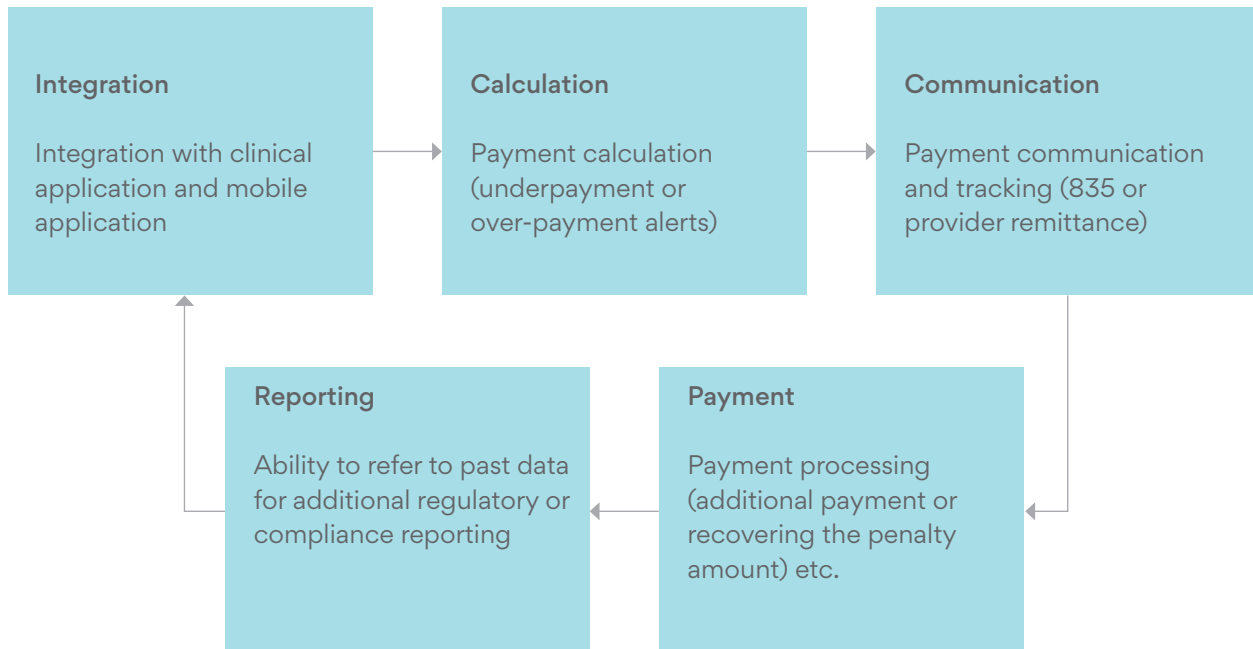 Integration
Integration with clinical
application and mobile
application
Calculation
Payment calculation
(underpayment or
over-payment alerts)
Communication
Payment communication
and tracking (835 or
provider remittance)
Reporting
Ability to refer to past data
for additional regulatory or
compliance reporting
Payment
Payment processing
(additional payment or
recovering the penalty
amount) etc.